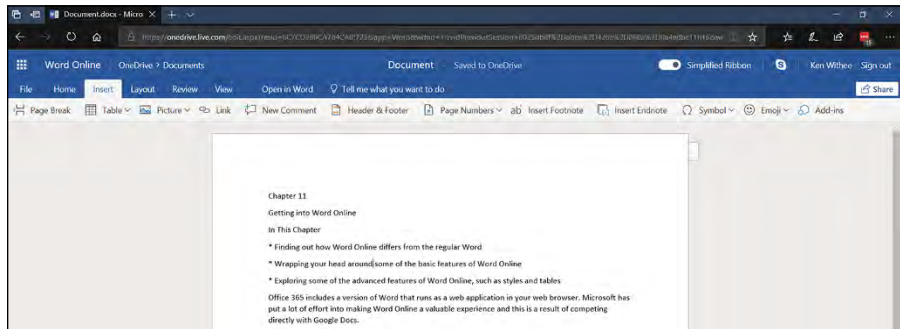 Document.docx - Micro
https://onedrive.live.com/
Word Online OneDrive > Documents Document - Saved to OneDrive Simplified Ribbon Ken Withee Sign out
File Home Insert Layout Review View Open in Word Tell me what you want to do Share
Page Break Table Picture Link New Comment Header & Footer Page Numbers ab Insert Footnote Insert Endnote Symbol Emoji Add-ins
Chapter 11
Getting into Word Online
In This Chapter
* Finding out how Word Online differs from the regular Word
* Wrapping your head around some of the basic features of Word Online
* Exploring some of the advanced features of Word Online, such as styles and tables
Office 365 includes a version of Word that runs as a web application in your web browser. Microsoft has
put a lot of effort into making Word Online a valuable experience and this is a result of competing
directly with Google Docs.